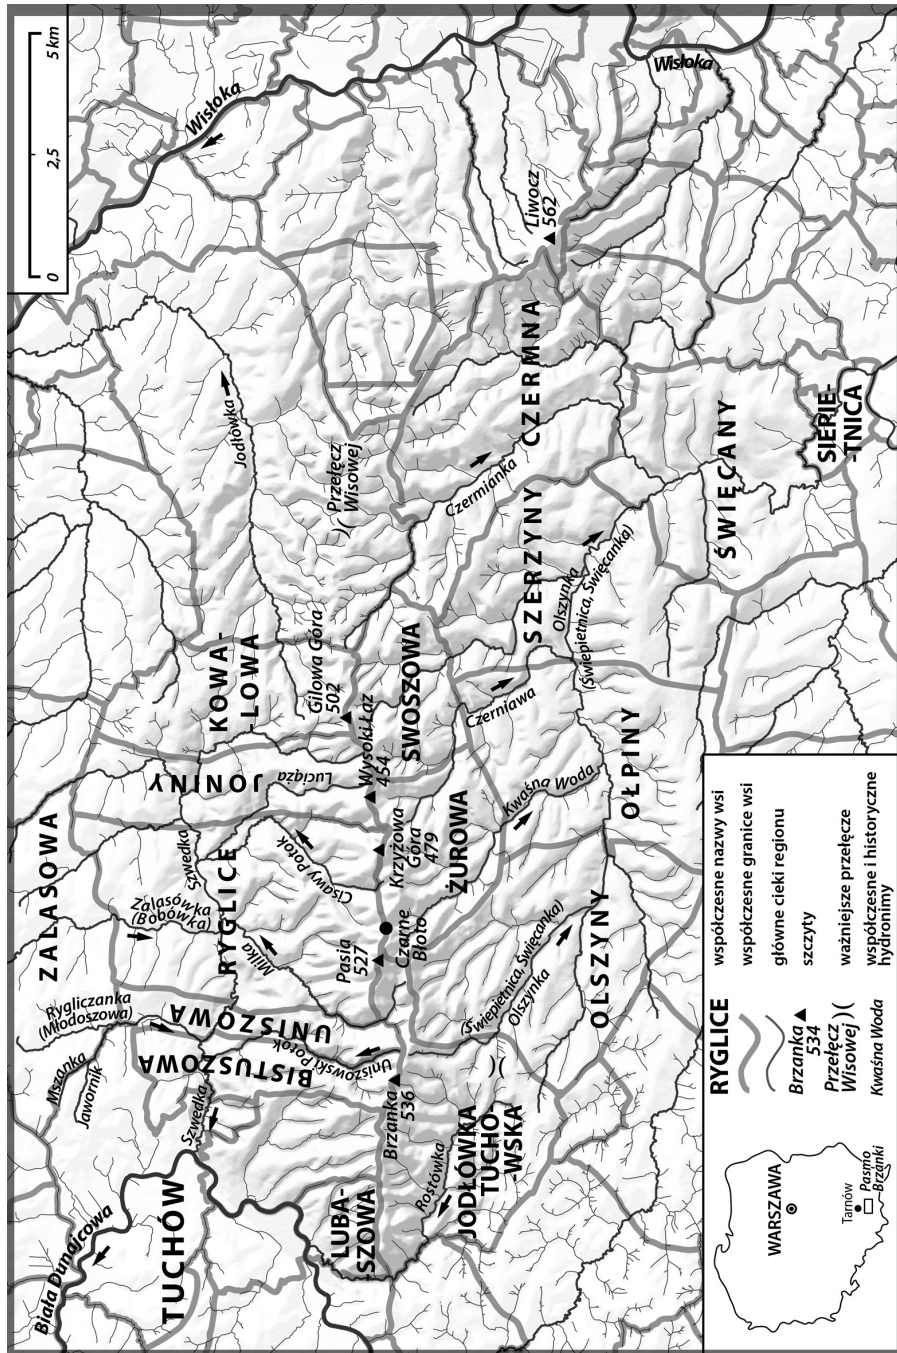 0
2,5
5 km
Wisłoka
Wisłoka
Liwocz
562
Jodłówka
Przełęcz
Wisowej
)(
CZERMNA
Czermianka
SIEPIE-
-TNICA
ŚWIĘCANY
SZERZYNY
Olszynka
(Świepietnica, Święcanka)
KOWA-
-LOWA
Gilowa Góra
502
SWOSZOWA
Czerniawa
OŁPINY
JONINY
Luciąża
Wysoki Łaz
454
Kwaśna Woda
ZALASOWA
Szwedka
RYGLICE
Cisawy Potok
Krzyżowa
Góra
479
ŻUROWA
Zalasówka
(Bobówka)
Milka
Pasia
527
Czarne
Błoto
OLSZYNY
(Świepietnica, Święcanka)
Olszynka
Rygliczanka
(Młodoszowa)
UNISZOWA
BISTUSZOWA
Uniszowski Potok
Mszanka
Jawornik
Szwedka
Brzanka
536
)(
JODŁÓWKA
TUCHO-
-WSKA
Rostówka
LUBA-
-SZOWA
TUCHÓW
Biała Dunajcowa
RYGLICE
współczesne nazwy wsi
współczesne granice wsi
główne cieki regionu
Brzanka
534
szczyty
Przełęcz
Wisowej )(
ważniejsze przełęcze
Kwaśna Woda
współczesne i historyczne
hydronimy
WARSZAWA
Tarnów
Pasmo
Brzanki